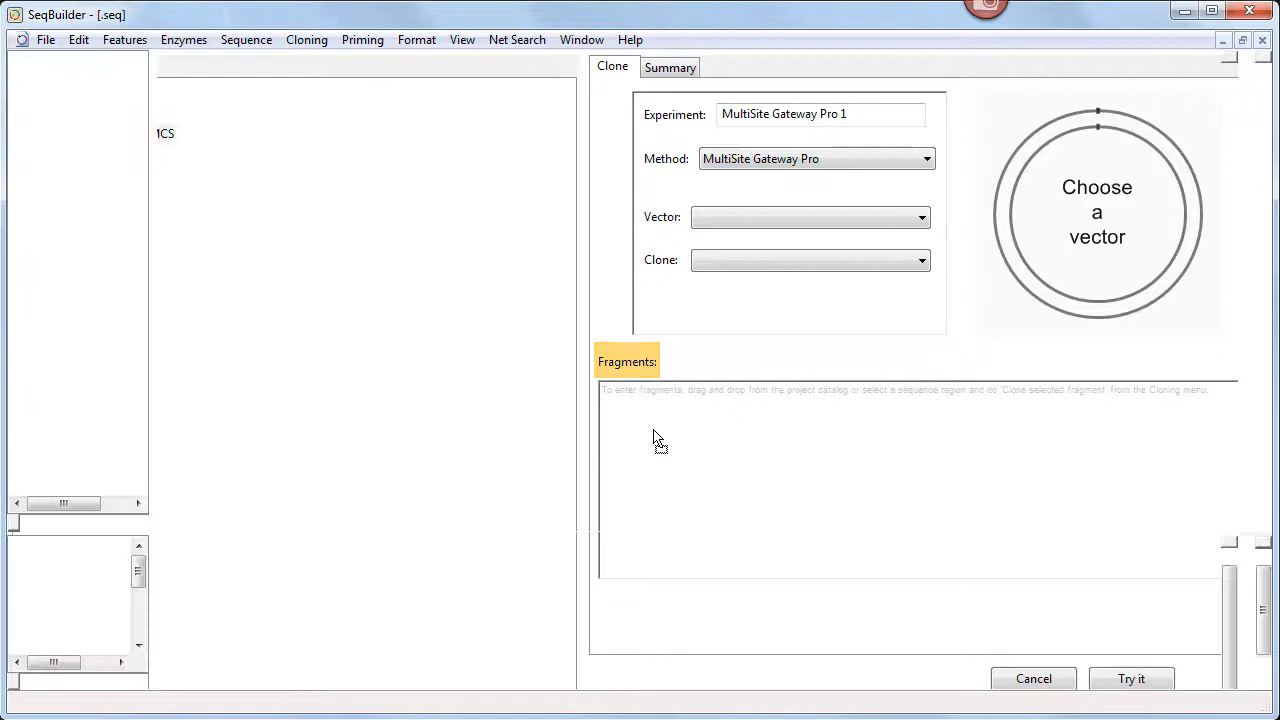 SeqBuilder - [.seq]
File Edit Features Enzymes Sequence Cloning Priming Format View Net Search Window Help
Clone Summary
Experiment: MultiSite Gateway Pro 1
MCS
Method: MultiSite Gateway Pro
Vector:
Clone:
Choose
a
vector
Fragments:
To enter fragments, drag and drop from the project catalog or select a sequence region and do 'Clone selected fragment' from the Cloning menu.
Cancel Try it